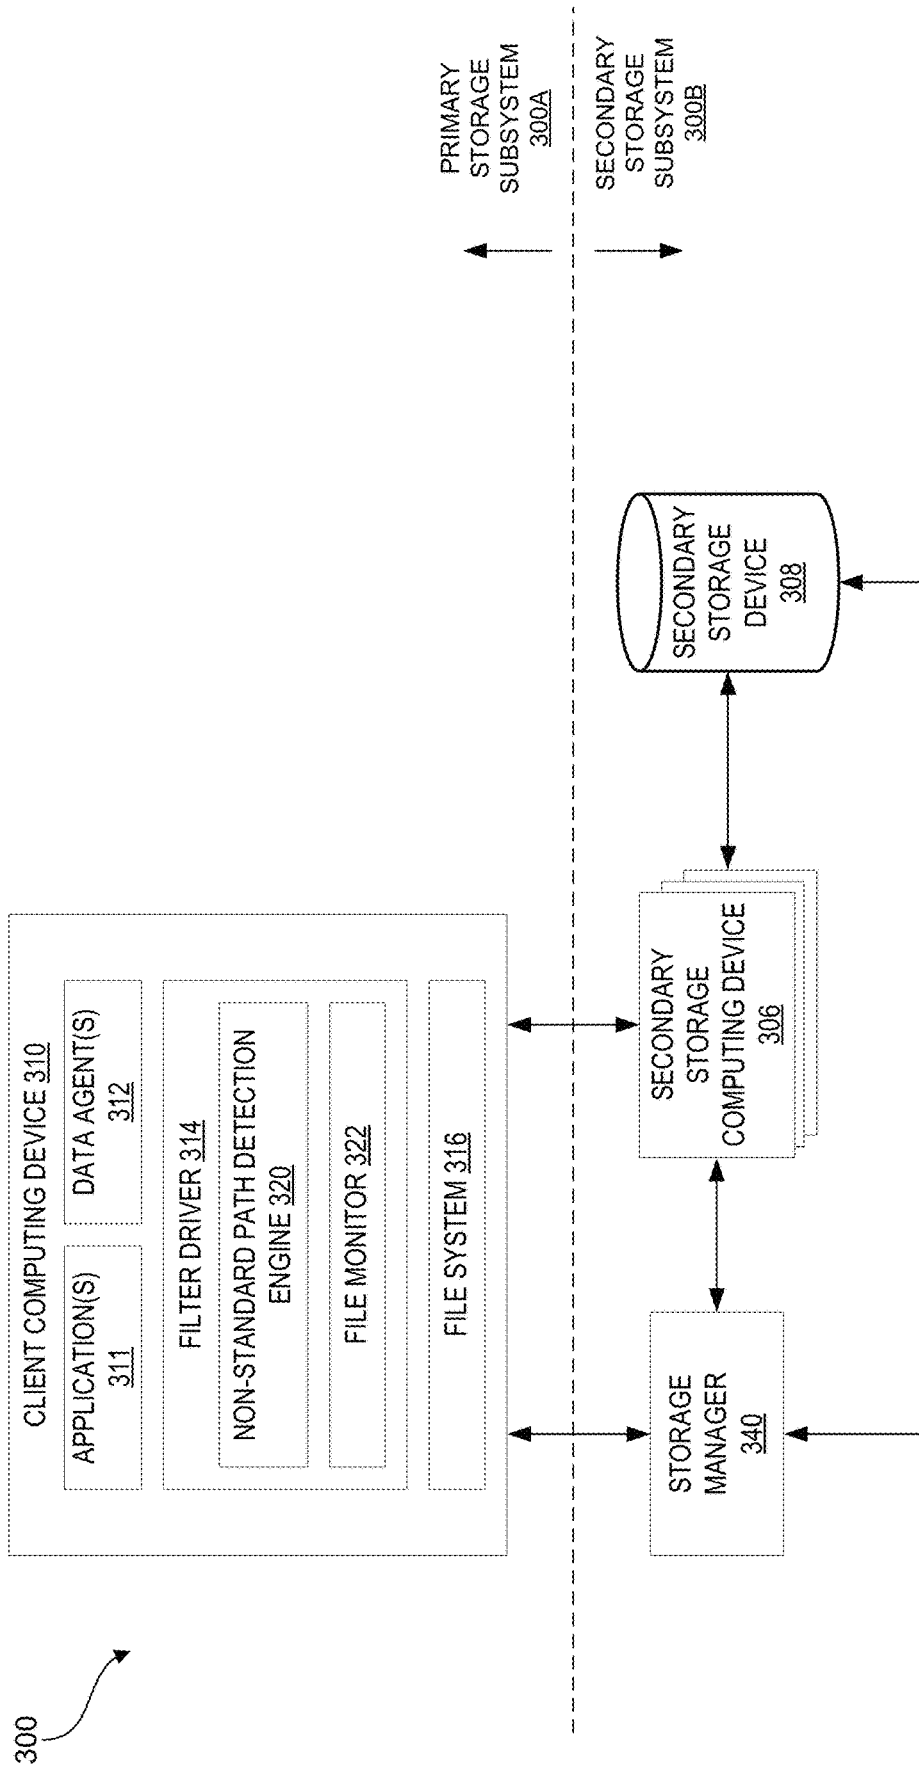 300
CLIENT COMPUTING DEVICE 310
APPLICATION(S)
311
DATA AGENT(S)
312
FILTER DRIVER 314
NON-STANDARD PATH DETECTION
ENGINE 320
FILE MONITOR 322
FILE SYSTEM 316
PRIMARY
STORAGE
SUBSYSTEM
300A
SECONDARY
STORAGE
SUBSYSTEM
300B
STORAGE
MANAGER
340
SECONDARY
STORAGE
COMPUTING DEVICE
306
SECONDARY
STORAGE
DEVICE
308